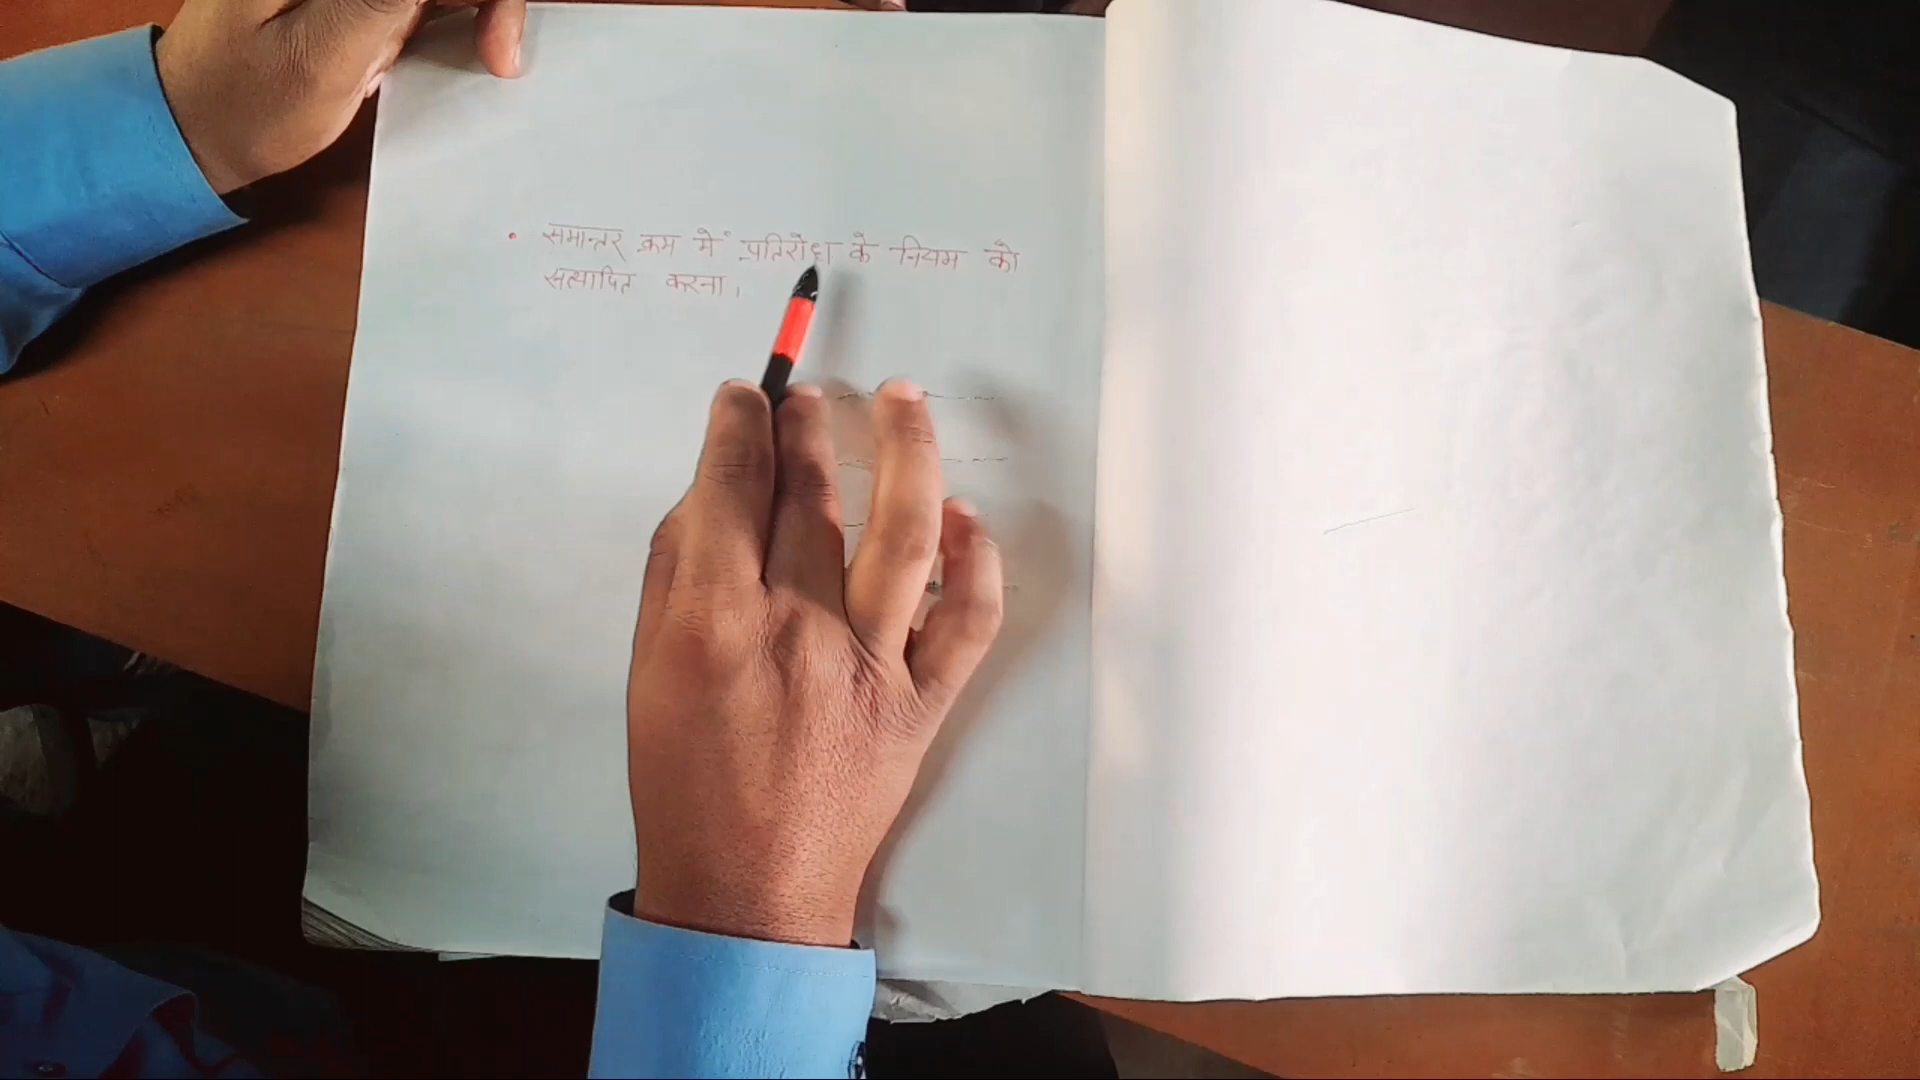 • समान्तर क्रम में प्रतिरोध के नियम को
सत्यापित करना।